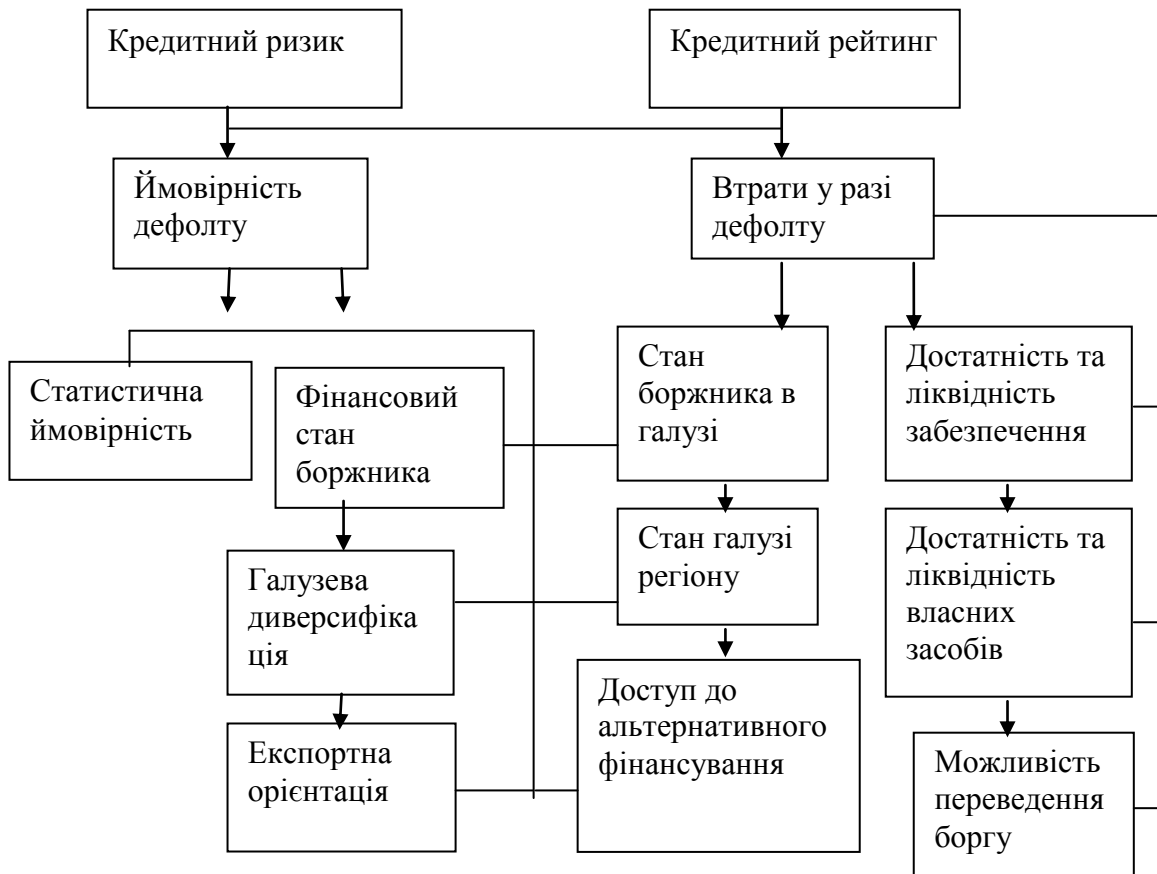 Кредитний ризик
Кредитний рейтинг
Ймовірність
дефолту
Втрати у разі
дефолту
Статистична
ймовірність
Фінансовий
стан
боржника
Стан
боржника в
галузі
Достатність та
ліквідність
забезпечення
Галузева
диверсифіка
ція
Стан галузі
регіону
Достатність та
ліквідність
власних
засобів
Експортна
орієнтація
Доступ до
альтернативного
фінансування
Можливість
переведення
боргу